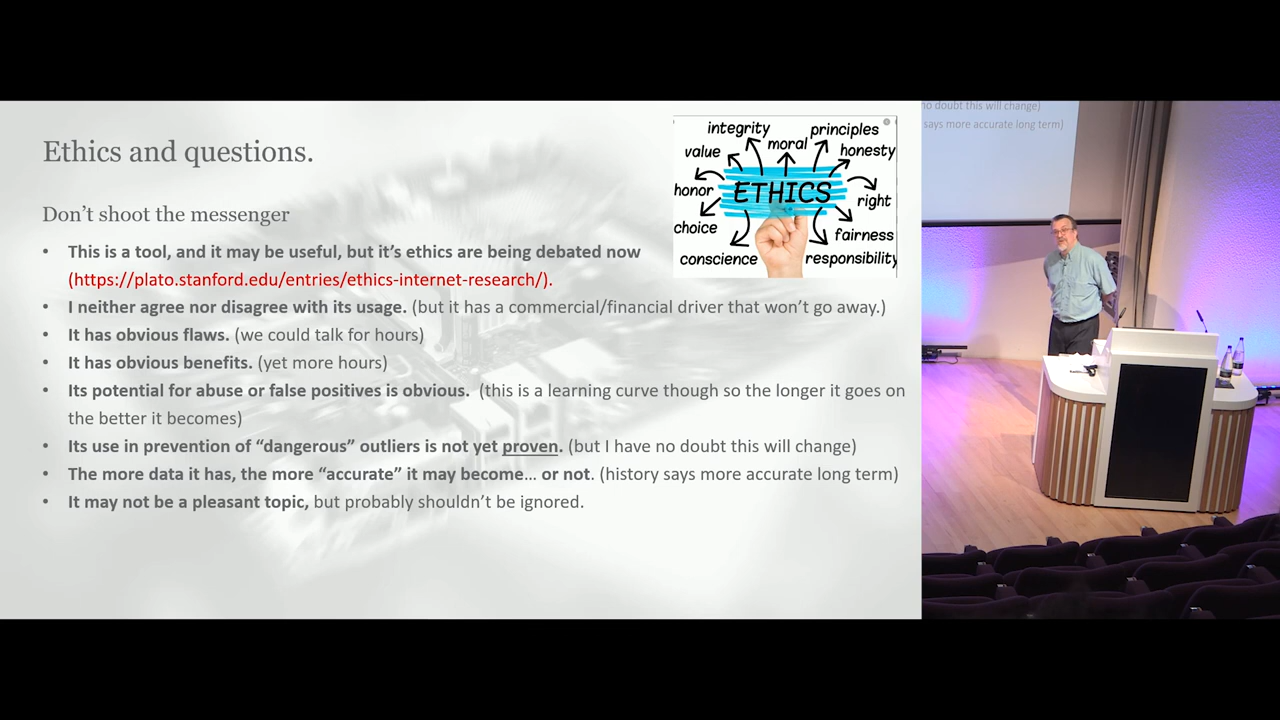 Ethics and questions.
Don't shoot the messenger
• This is a tool, and it may be useful, but it's ethics are being debated now
(https://plato.stanford.edu/entries/ethics-internet-research/).
• I neither agree nor disagree with its usage. (but it has a commercial/financial driver that won't go away.)
• It has obvious flaws. (we could talk for hours)
• It has obvious benefits. (yet more hours)
• Its potential for abuse or false positives is obvious. (this is a learning curve though so the longer it goes on
the better it becomes)
• Its use in prevention of “dangerous” outliers is not yet proven. (but I have no doubt this will change)
• The more data it has, the more “accurate” it may become… or not. (history says more accurate long term)
• It may not be a pleasant topic, but probably shouldn't be ignored.
integrity
principles
value
moral
honesty
honor
ETHICS
right
choice
fairness
conscience
responsibility
no doubt this will change)
says more accurate long term)